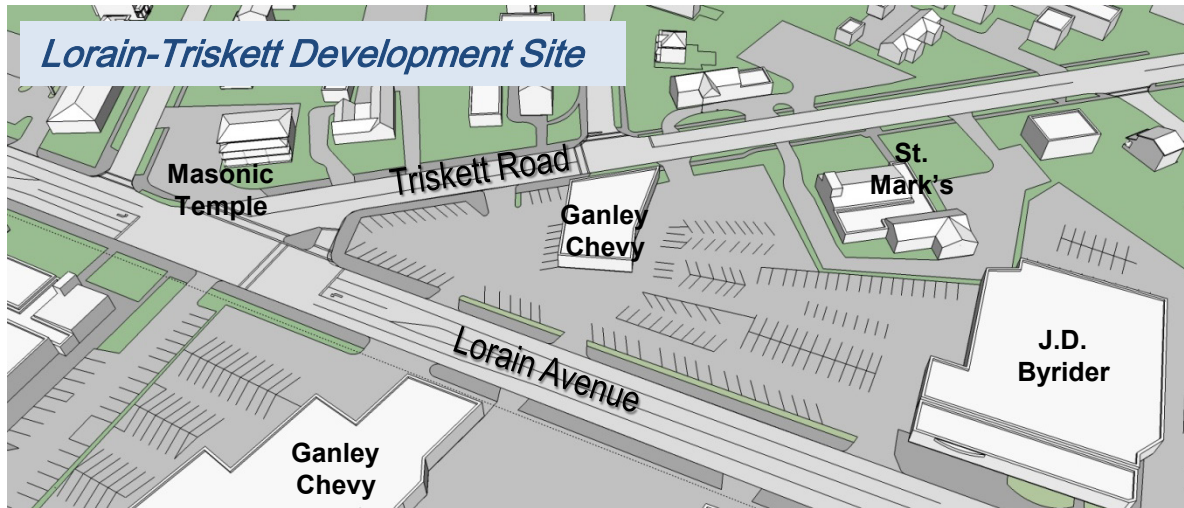 Lorain-Triskett Development Site
Masonic
Temple
Triskett Road
St.
Mark's
Ganley
Chevy
J.D.
Byrider
Lorain Avenue
Ganley
Chevy